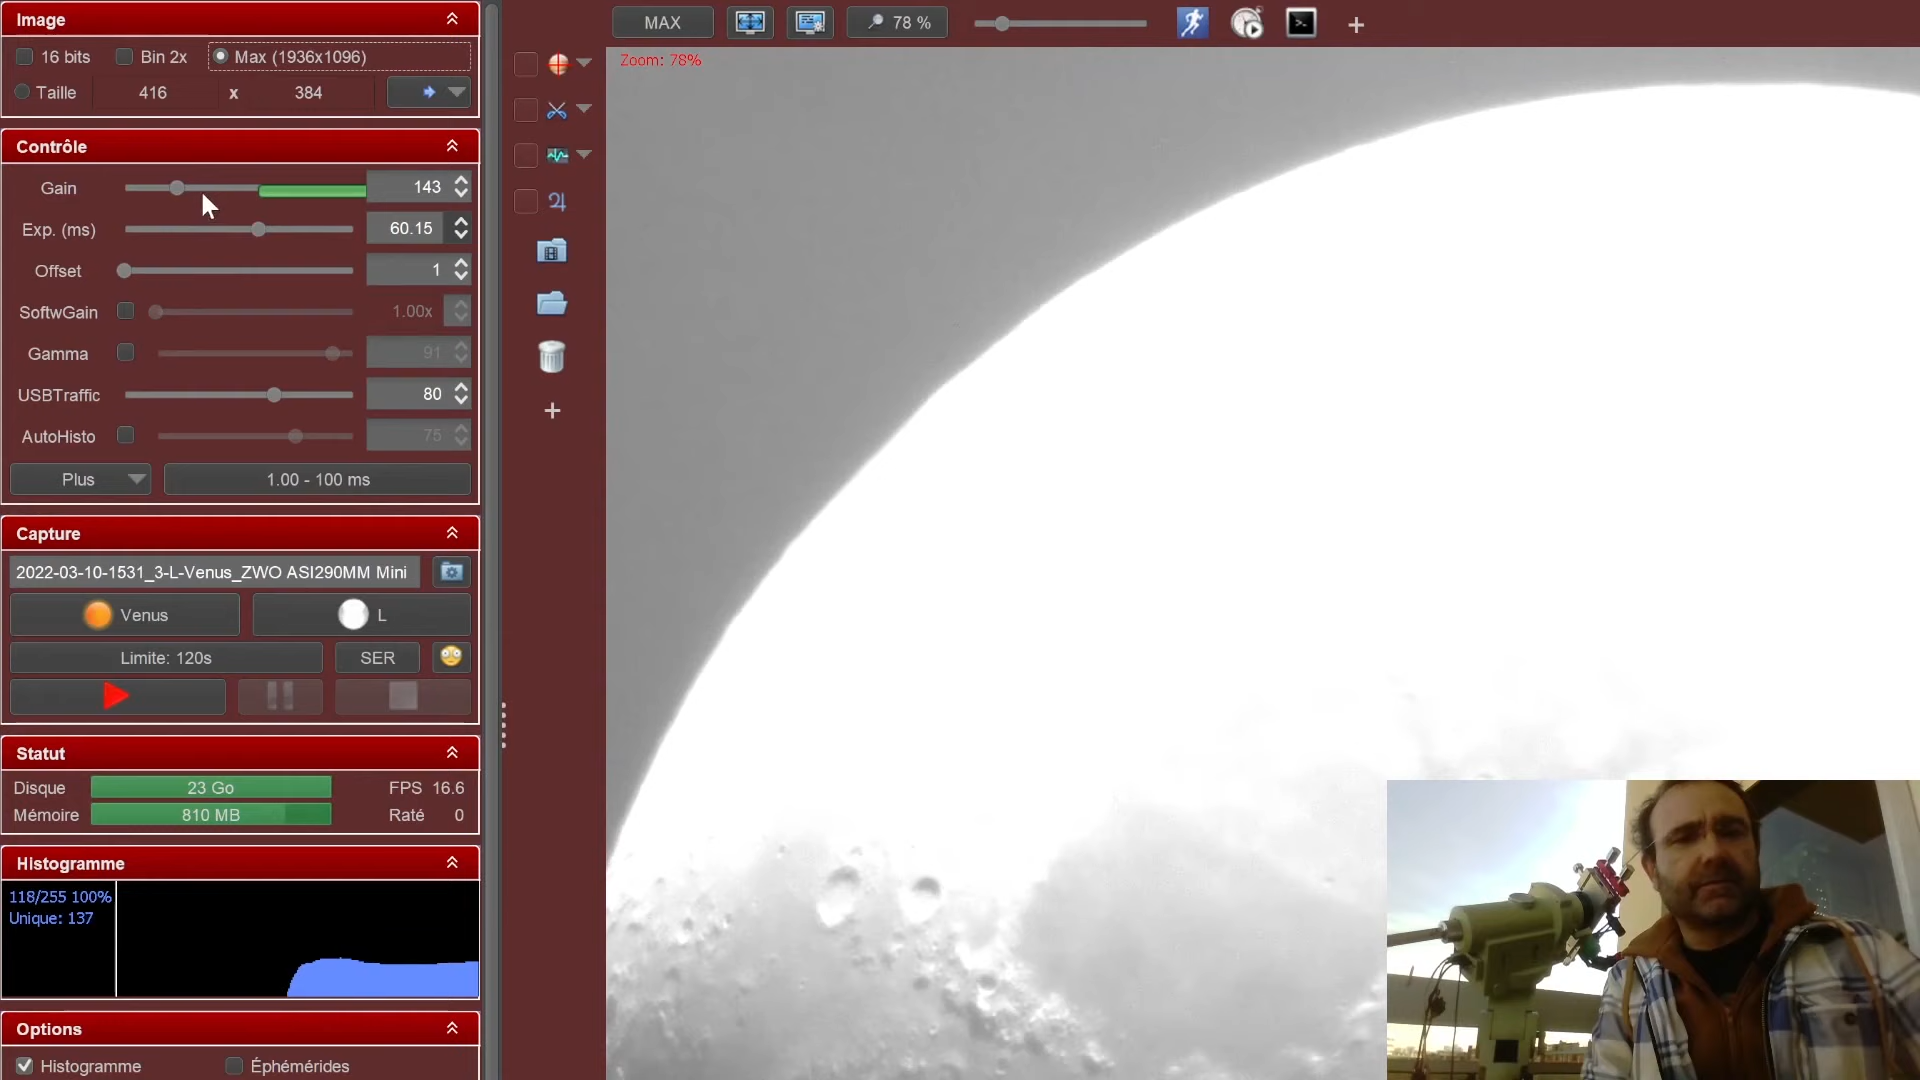 Image
16 bits Bin 2x Max (1936x1096)
Taille 416 x 384
Contrôle
Gain 143
Exp. (ms) 60.15
Offset 1
SoftwGain 1.00x
Gamma 91
USBTraffic 80
AutoHisto 75
Plus 1.00 - 100 ms
Capture
2022-03-10-1531_3-L-Venus_ZWO ASI290MM Mini
Venus L
Limite: 120s SER
Statut
Disque 23 Go FPS 16.6
Mémoire 810 MB Raté 0
Histogramme
118/255 100%
Unique: 137
Options
Histogramme Éphémérides
MAX 78 %
Zoom: 78%